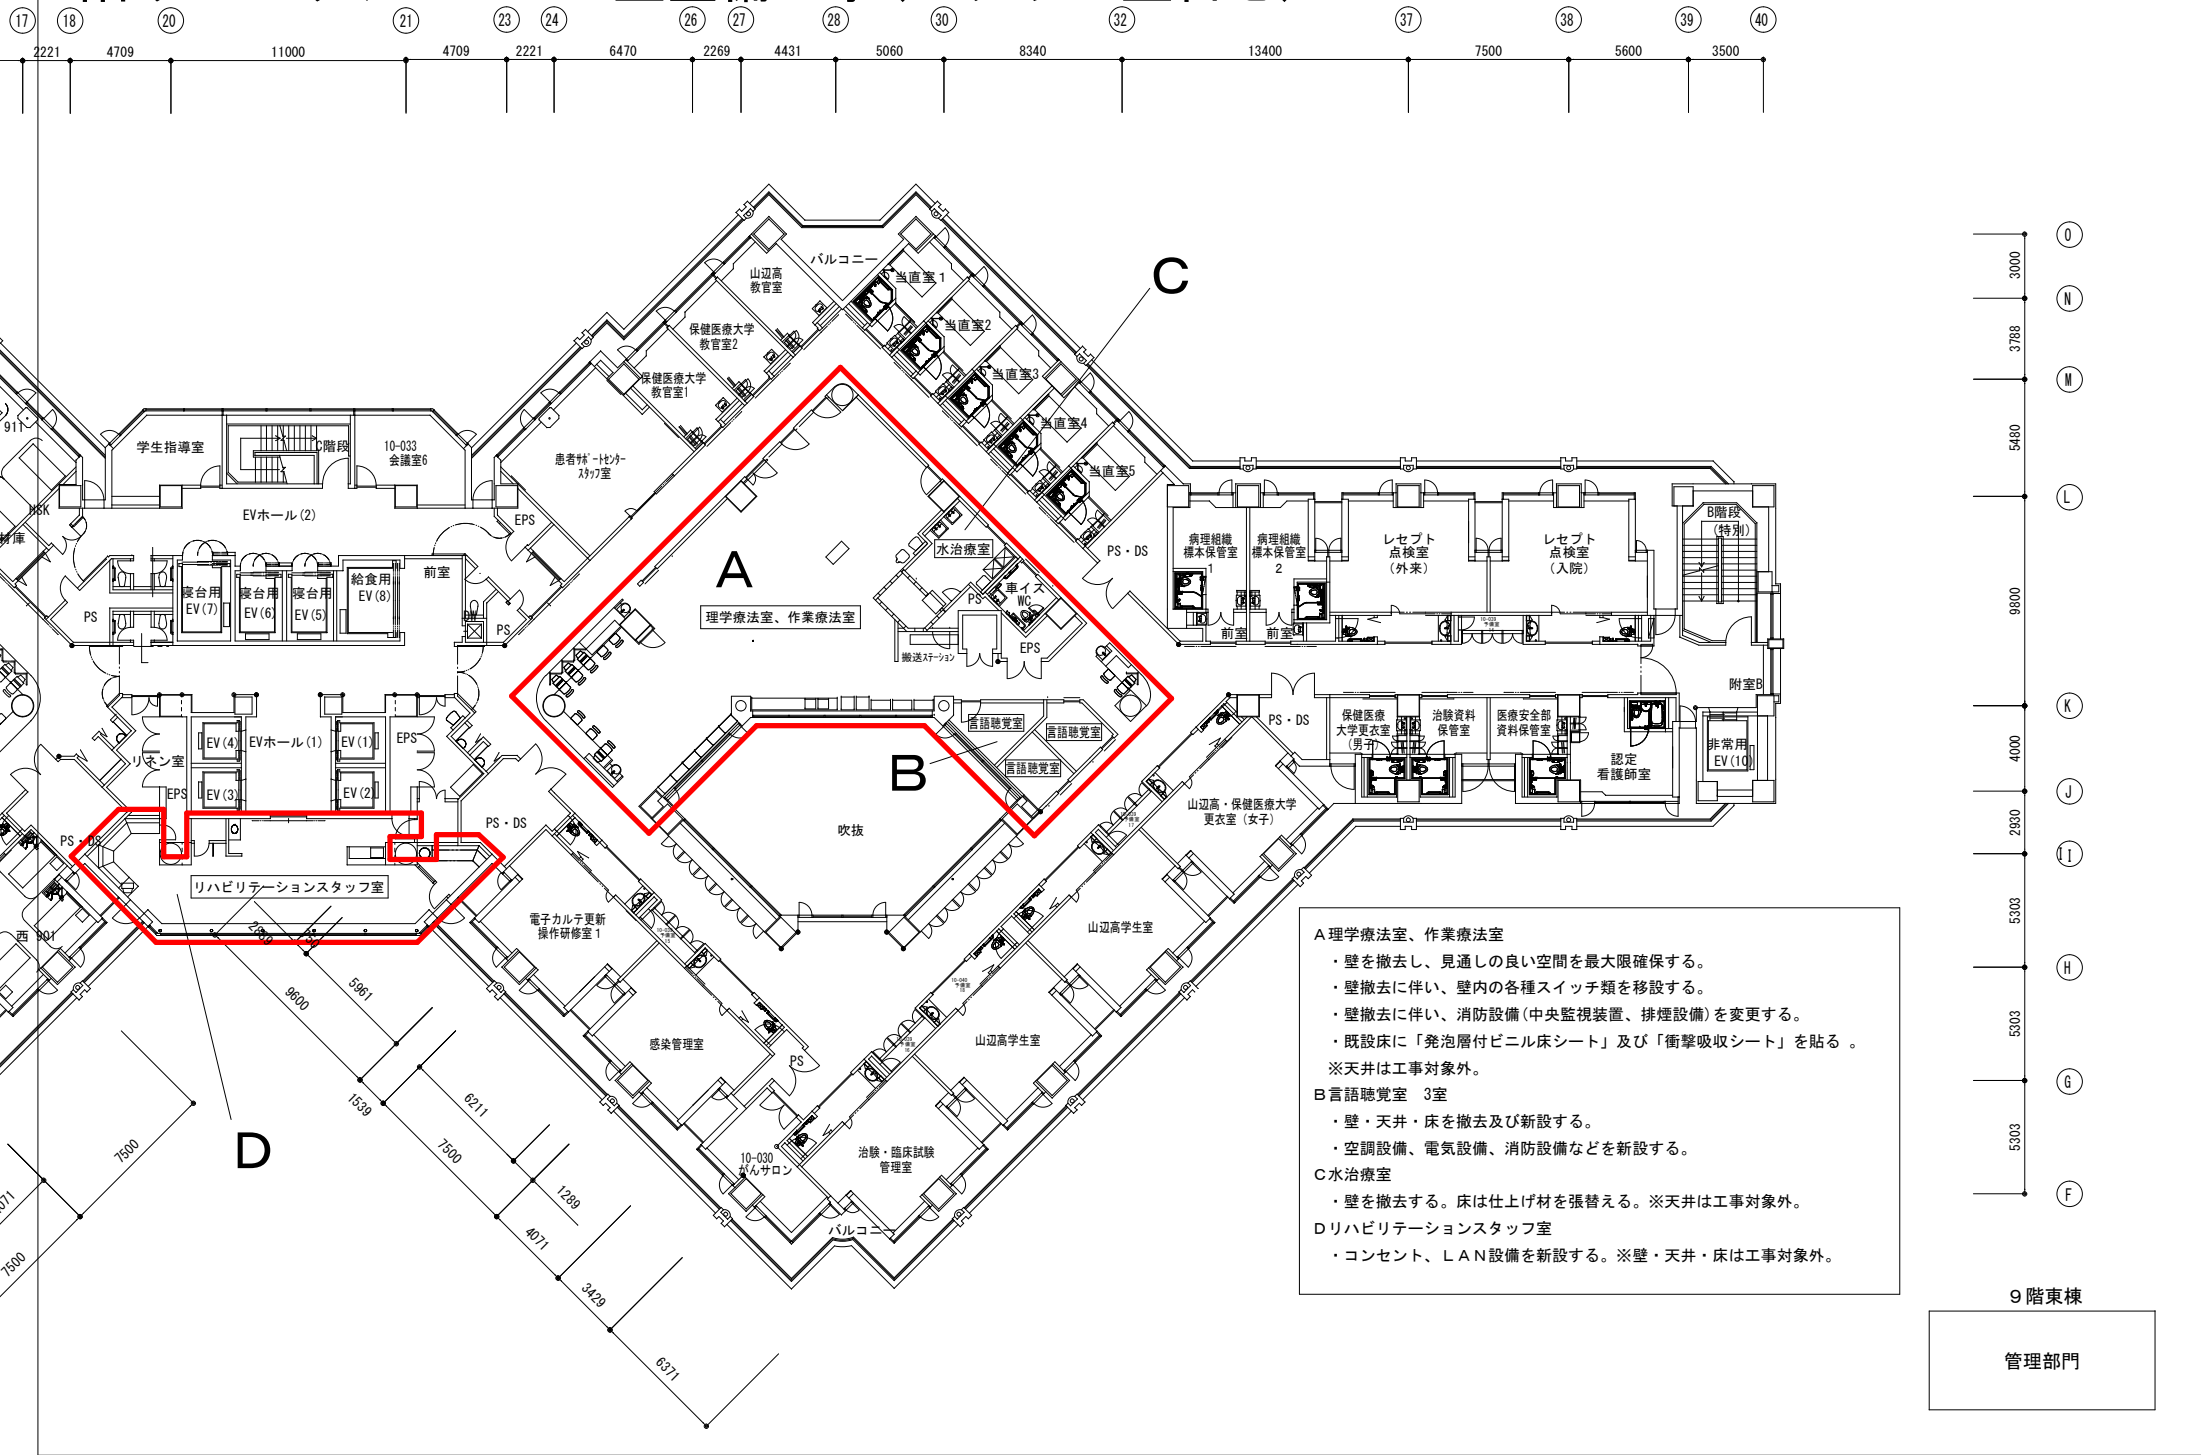 17 18 20 21 23 24 26 27 28 30 32 37 38 39 40
2221 4709 11000 4709 2221 6470 2269 4431 5060 8340 13400 7500 5600 3500
O
3000
N
3788
M
5480
L
9800
K
4000
J
2930
I
5303
H
5303
G
5303
F
バルコニー
山辺高
教官室
保健医療大学
教官室2
保健医療大学
教官室1
患者ｻﾎﾟｰﾄｾﾝﾀｰ
ｽﾀｯﾌ室
当直室1
当直室2
当直室3
当直室4
当直室5
C
911
HSK
材庫
学生指導室
C階段
10-033
会議室6
EVホール(2)
EPS
PS
寝台用
EV(7)
寝台用
EV(6)
寝台用
EV(5)
給食用
EV(8)
前室
DW
PS
A
理学療法室、作業療法室
水治療室
車イス
WC
PS
EPS
搬送ｽﾃｰｼｮﾝ
PS・DS
病理組織
標本保管室
1
病理組織
標本保管室
2
前室
前室
レセプト
点検室
(外来)
レセプト
点検室
(入院)
B階段
(特別)
附室B
非常用
EV(10)
リネン室
EPS
EV(4)
EV(3)
EVホール(1)
EV(1)
EV(2)
EPS
PS・DS
PS・DS
リハビリテーションスタッフ室
西 901
D
B
言語聴覚室
言語聴覚室
言語聴覚室
吹抜
PS・DS
保健医療
大学更衣室
(男子)
治験資料
保管室
医療安全部
資料保管室
認定
看護師室
山辺高・保健医療大学
更衣室(女子)
山辺高学生室
山辺高学生室
電子カルテ更新
操作研修室1
感染管理室
PS
10-030
がんサロン
治験・臨床試験
管理室
バルコニー
9600
5961
1539
6211
7500
1289
4071
3429
6371
7500
7500
A理学療法室、作業療法室
・壁を撤去し、見通しの良い空間を最大限確保する。
・壁撤去に伴い、壁内の各種スイッチ類を移設する。
・壁撤去に伴い、消防設備(中央監視装置、排煙設備)を変更する。
・既設床に「発泡層付ビニル床シート」及び「衝撃吸収シート」を貼る 。
※天井は工事対象外。
B言語聴覚室　3室
・壁・天井・床を撤去及び新設する。
・空調設備、電気設備、消防設備などを新設する。
C水治療室
・壁を撤去する。床は仕上げ材を張替える。※天井は工事対象外。
Dリハビリテーションスタッフ室
・コンセント、ＬＡＮ設備を新設する。※壁・天井・床は工事対象外。
9階東棟
管理部門